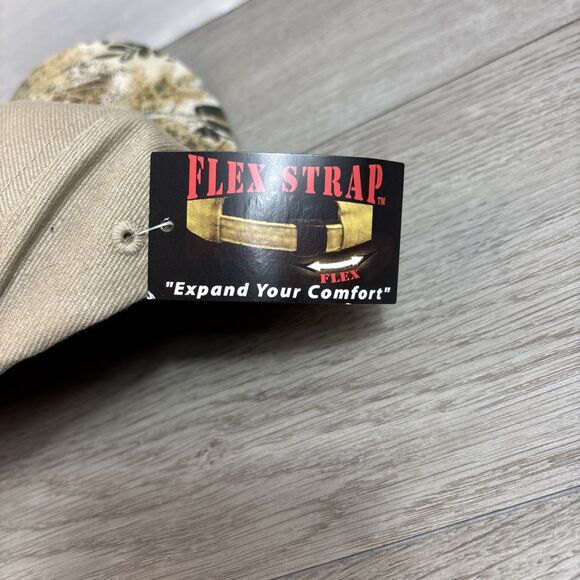 FLEX STRAP™
FLEX
"Expand Your Comfort"